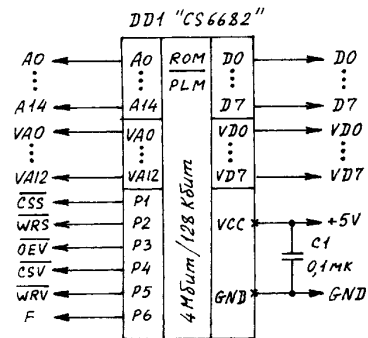 DD1 "CS6682"
A0 A0 ROM D0 D0
PLM
A14 A14 D7 D7
VA0 VA0 VD0 VD0
VA12 VA12 VD7 VD7
CSS P1
WRS P2 VCC +5V
OEV P3 C1
CSV P4 0,1мк
WRV P5 GND GND
F P6
4 Мбит/128 Кбит